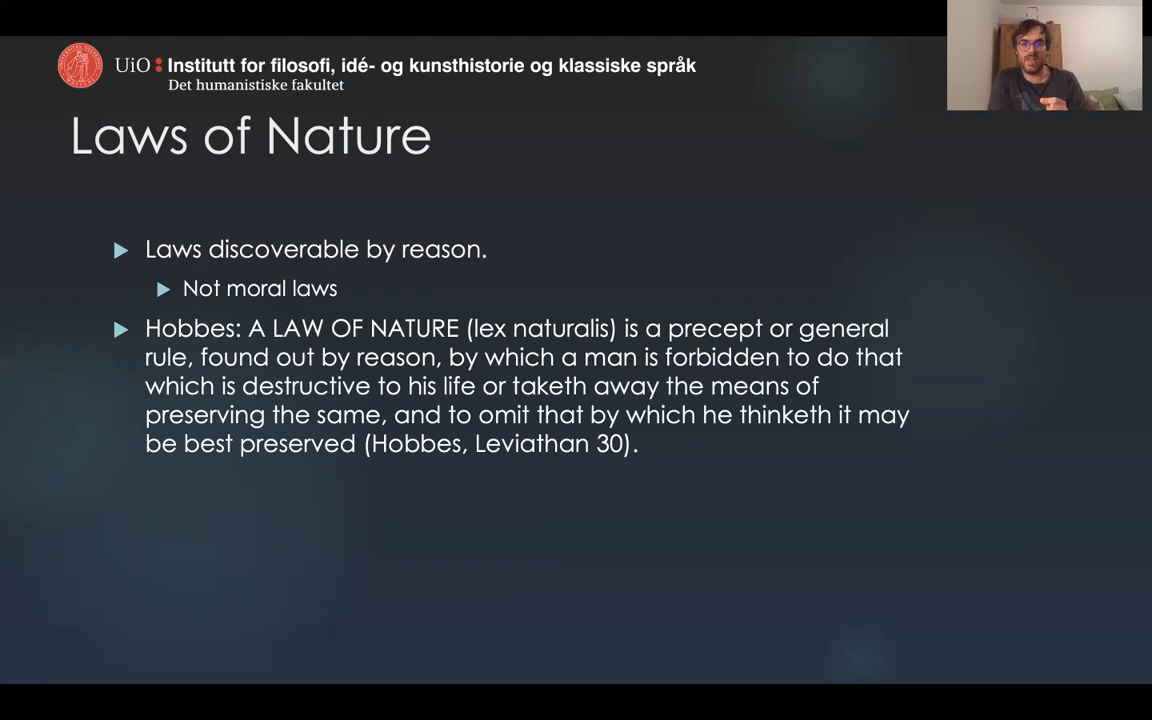 UiO : Institutt for filosofi, idé- og kunsthistorie og klassiske språk
Det humanistiske fakultet
Laws of Nature
Laws discoverable by reason.
Not moral laws
Hobbes: A LAW OF NATURE (lex naturalis) is a precept or general
rule, found out by reason, by which a man is forbidden to do that
which is destructive to his life or taketh away the means of
preserving the same, and to omit that by which he thinketh it may
be best preserved (Hobbes, Leviathan 30).